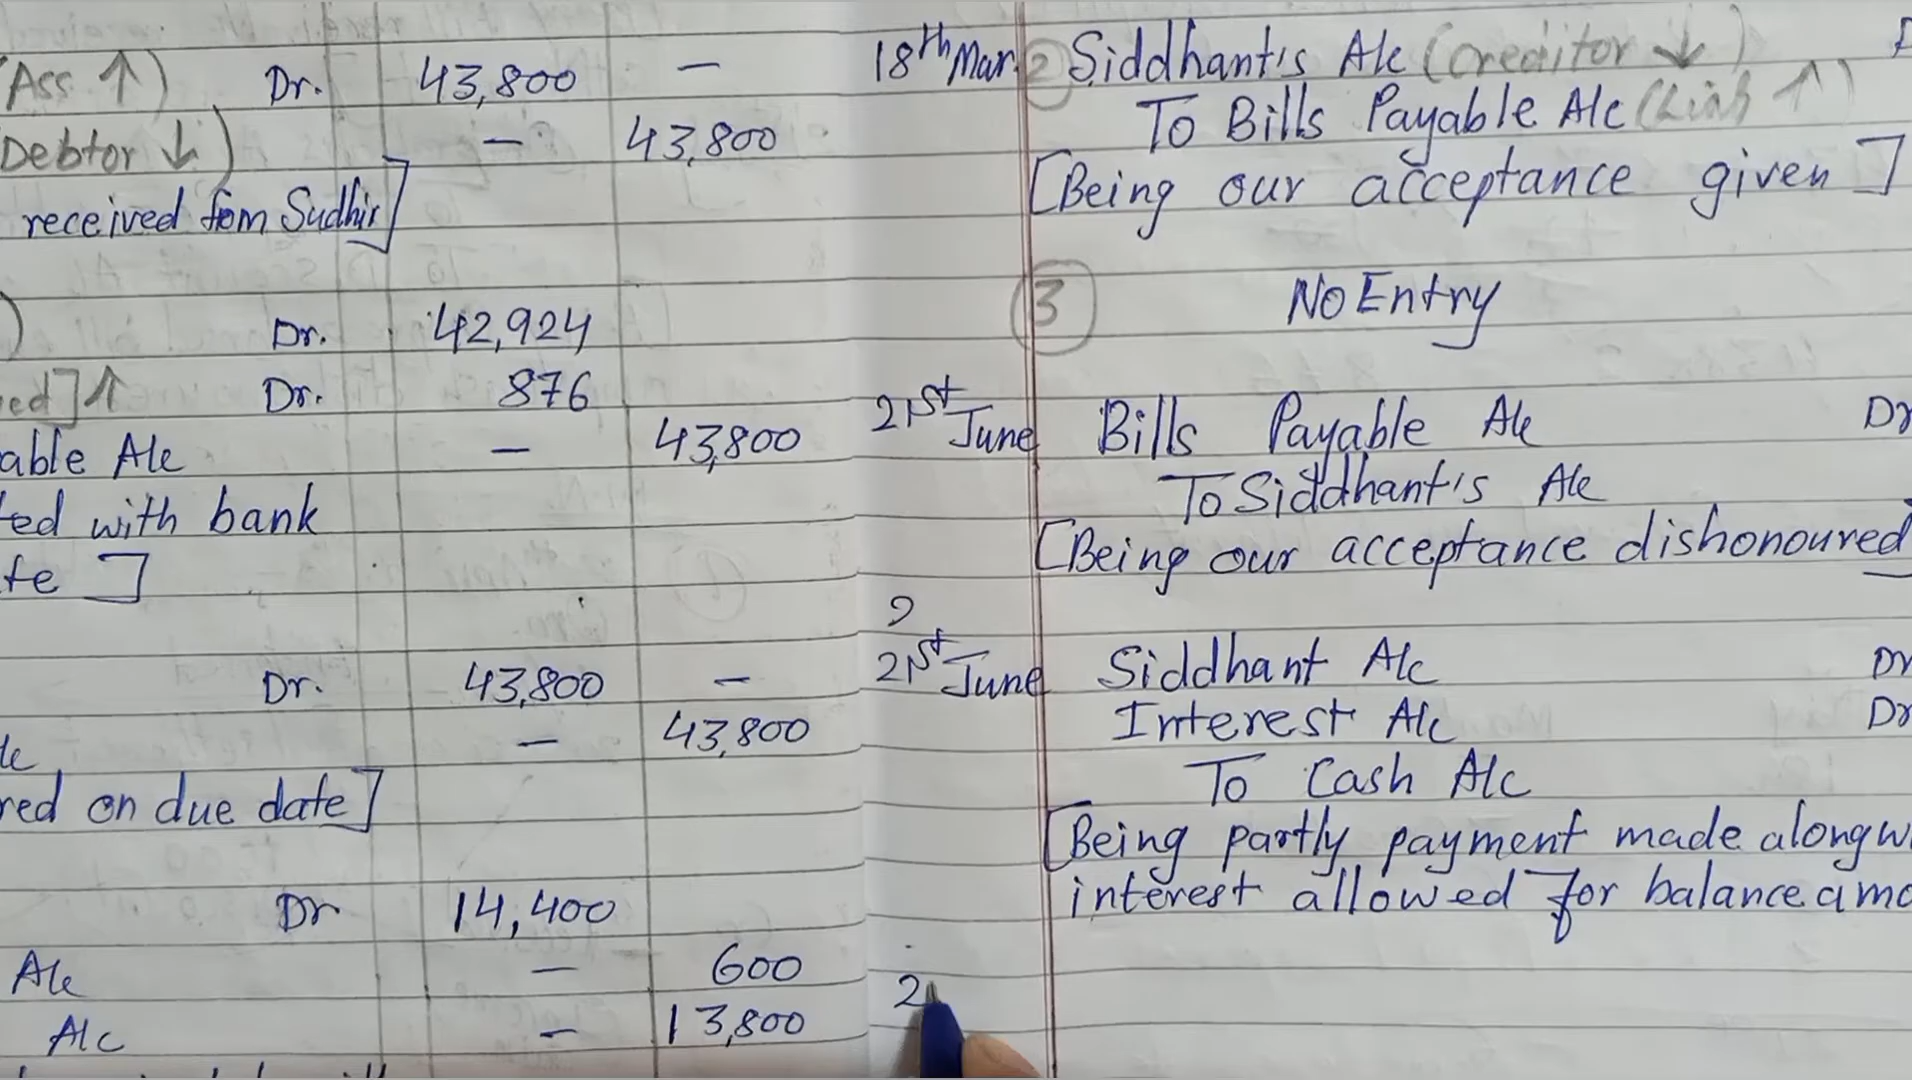 (Ass ↑) Dr. 43,800 —
Debtor ↓) — 43,800
received fom Sudhir]
) Dr. 42,924
ed]↑ Dr. 876
able A/c — 43,800
ted with bank
te ]
Dr. 43,800 —
— 43,800
red on due date]
Dr 14,400
A/c — 600
A/c — 13,800
18th Mar. 2 Siddhant's A/c (Creditor ↓)
To Bills Payable A/c (Liab ↑)
[Being our acceptance given]
3 No Entry
21st June Bills Payable A/c Dr
To Siddhant's A/c
[Being our acceptance dishonoured
21st June Siddhant A/c Dr
Interest A/c Dr
To Cash A/c
[Being partly payment made alongw
interest allowed for balance amo
2